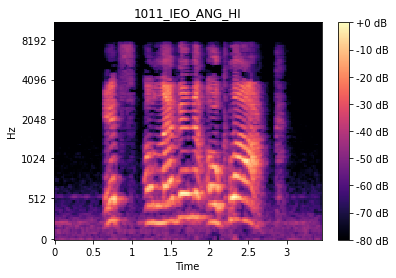 1011_IEO_ANG_HI
+0 dB
8192
-10 dB
4096
-20 dB
-30 dB
2048
Hz
-40 dB
1024
-50 dB
512
-60 dB
-70 dB
0
-80 dB
0 0.5 1 1.5 2 2.5 3
Time